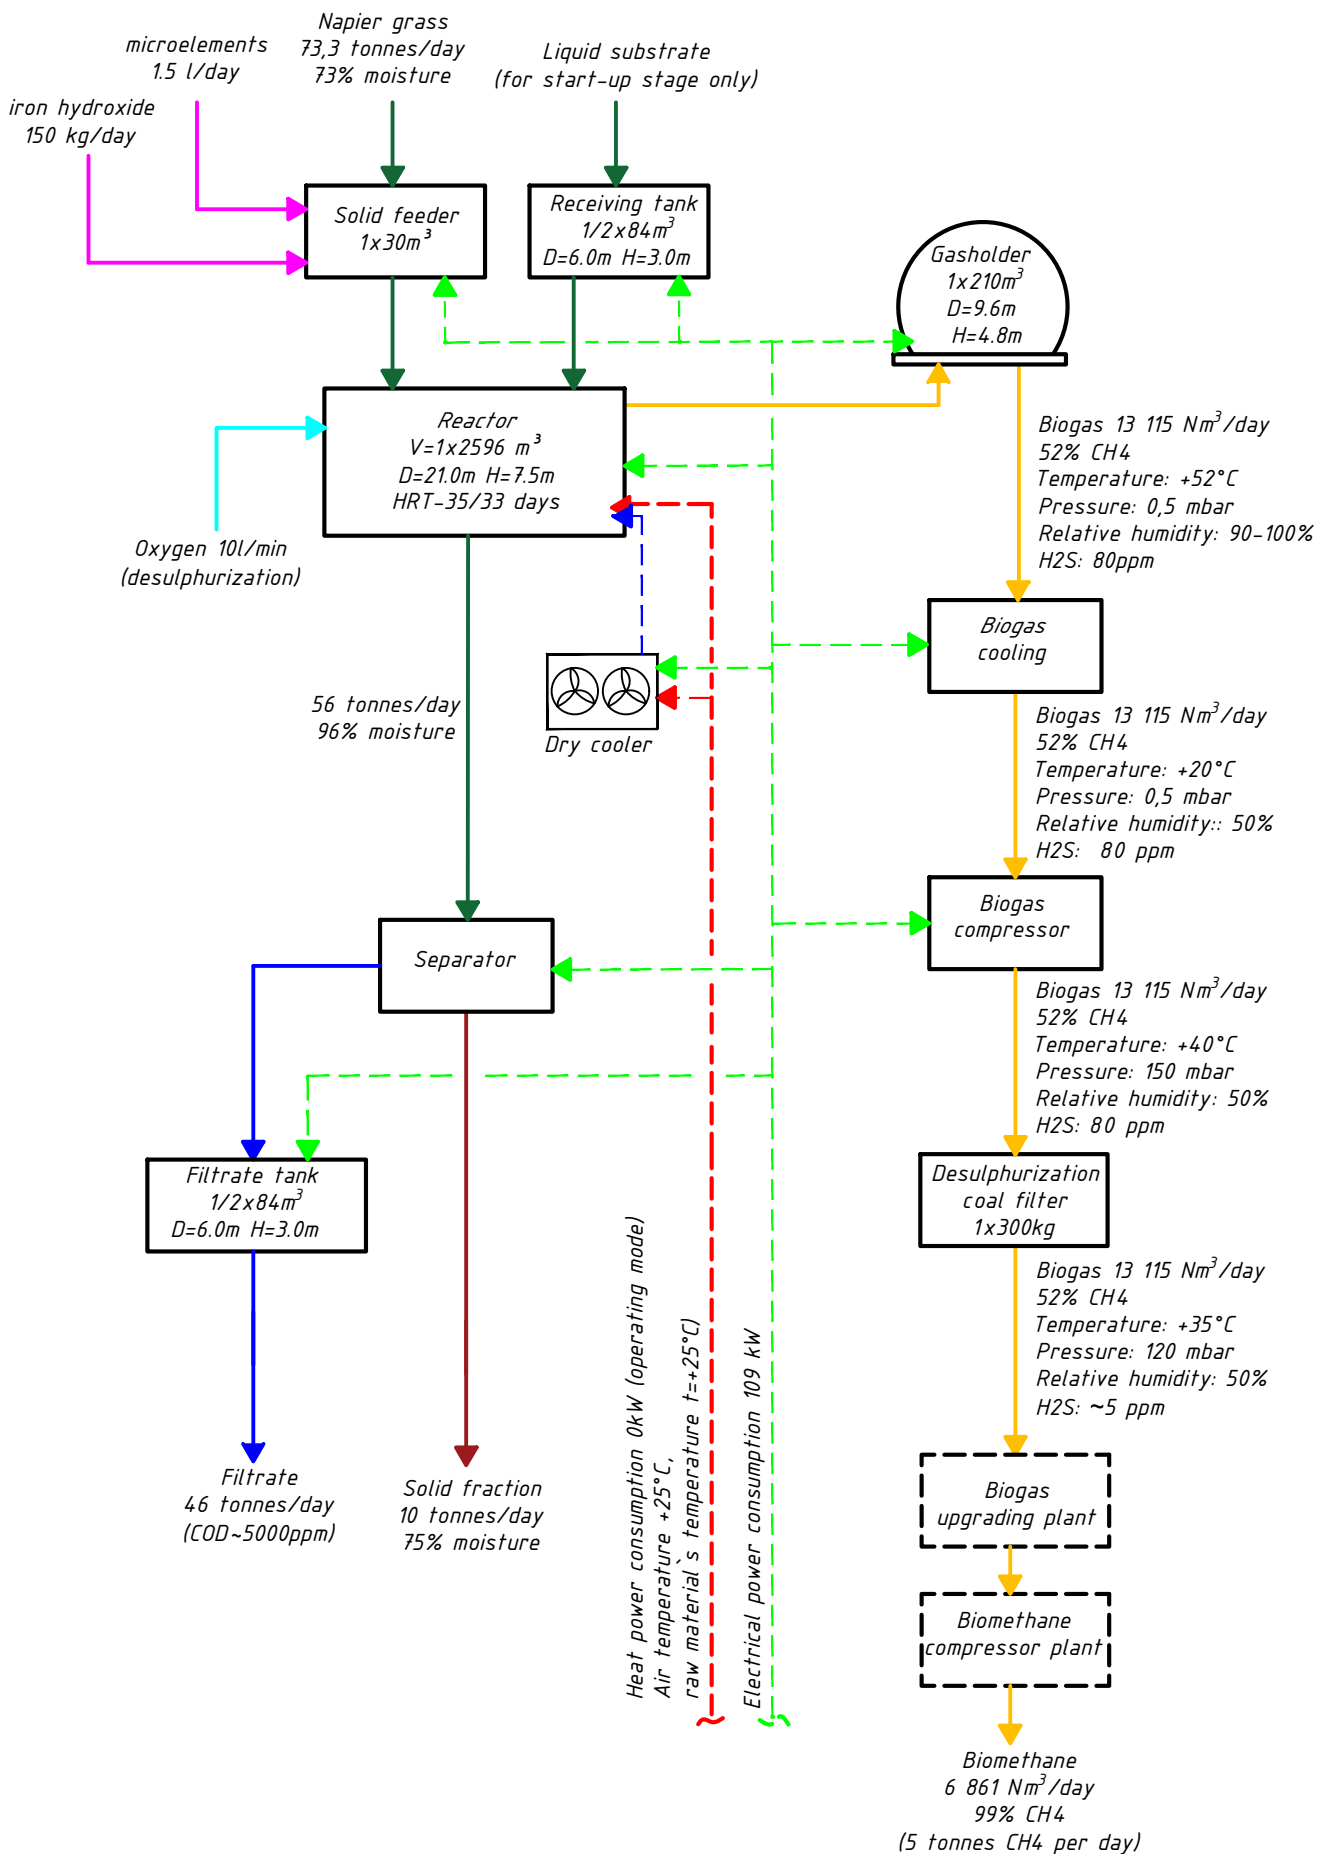 Napier grass
73,3 tonnes/day
73% moisture
microelements
1.5 l/day
Liquid substrate
(for start-up stage only)
iron hydroxide
150 kg/day
Solid feeder
1x30m³
Receiving tank
1/2x84m³
D=6.0m H=3.0m
Gasholder
1x210m³
D=9.6m
H=4.8m
Reactor
V=1x2596 m³
D=21.0m H=7.5m
HRT-35/33 days
Oxygen 10l/min
(desulphurization)
Biogas 13 115 Nm³/day
52% CH4
Temperature: +52°C
Pressure: 0,5 mbar
Relative humidity: 90-100%
H2S: 80ppm
Biogas
cooling
Dry cooler
56 tonnes/day
96% moisture
Biogas 13 115 Nm³/day
52% CH4
Temperature: +20°C
Pressure: 0,5 mbar
Relative humidity:: 50%
H2S: 80 ppm
Biogas
compressor
Separator
Biogas 13 115 Nm³/day
52% CH4
Temperature: +40°C
Pressure: 150 mbar
Relative humidity: 50%
H2S: 80 ppm
Filtrate tank
1/2x84m³
D=6.0m H=3.0m
Desulphurization
coal filter
1x300kg
Biogas 13 115 Nm³/day
52% CH4
Temperature: +35°C
Pressure: 120 mbar
Relative humidity: 50%
H2S: ~5 ppm
Heat power consumption 0kW (operating mode)
Air temperature +25°C,
raw material`s temperature t=+25°C)
Electrical power consumption 109 kW
Filtrate
46 tonnes/day
(COD~5000ppm)
Solid fraction
10 tonnes/day
75% moisture
Biogas
upgrading plant
Biomethane
compressor plant
Biomethane
6 861 Nm³/day
99% CH4
(5 tonnes CH4 per day)